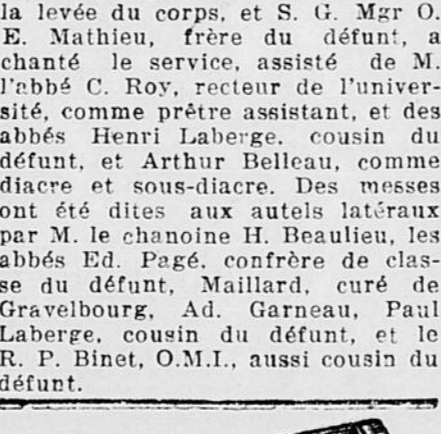 la levée du corps, et S. G. Mgr O.
E. Mathieu, frère du défunt, a
chanté le service, assisté de M.
l'abbé C. Roy, recteur de l'univer-
sité, comme prêtre assistant, et des
abbés Henri Laberge, cousin du
défunt, et Arthur Belleau, comme
diacre et sous-diacre. Des messes
ont été dites aux autels latéraux
par M. le chanoine H. Beaulieu, les
abbés Ed. Pagé, confrère de clas-
se du défunt, Maillard, curé de
Gravelbourg, Ad. Garneau, Paul
Laberge, cousin du défunt, et le
R. P. Binet, O.M.I., aussi cousin du
défunt.